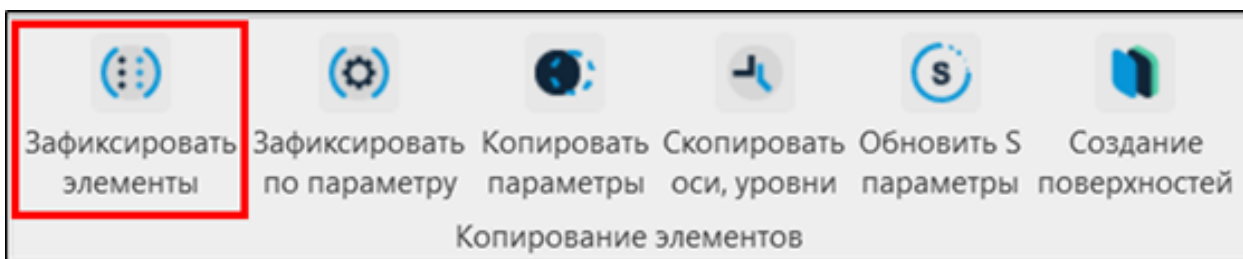 Зафиксировать Зафиксировать Копировать Скопировать Обновить S Создание
элементы по параметру параметры оси, уровни параметры поверхностей
Копирование элементов